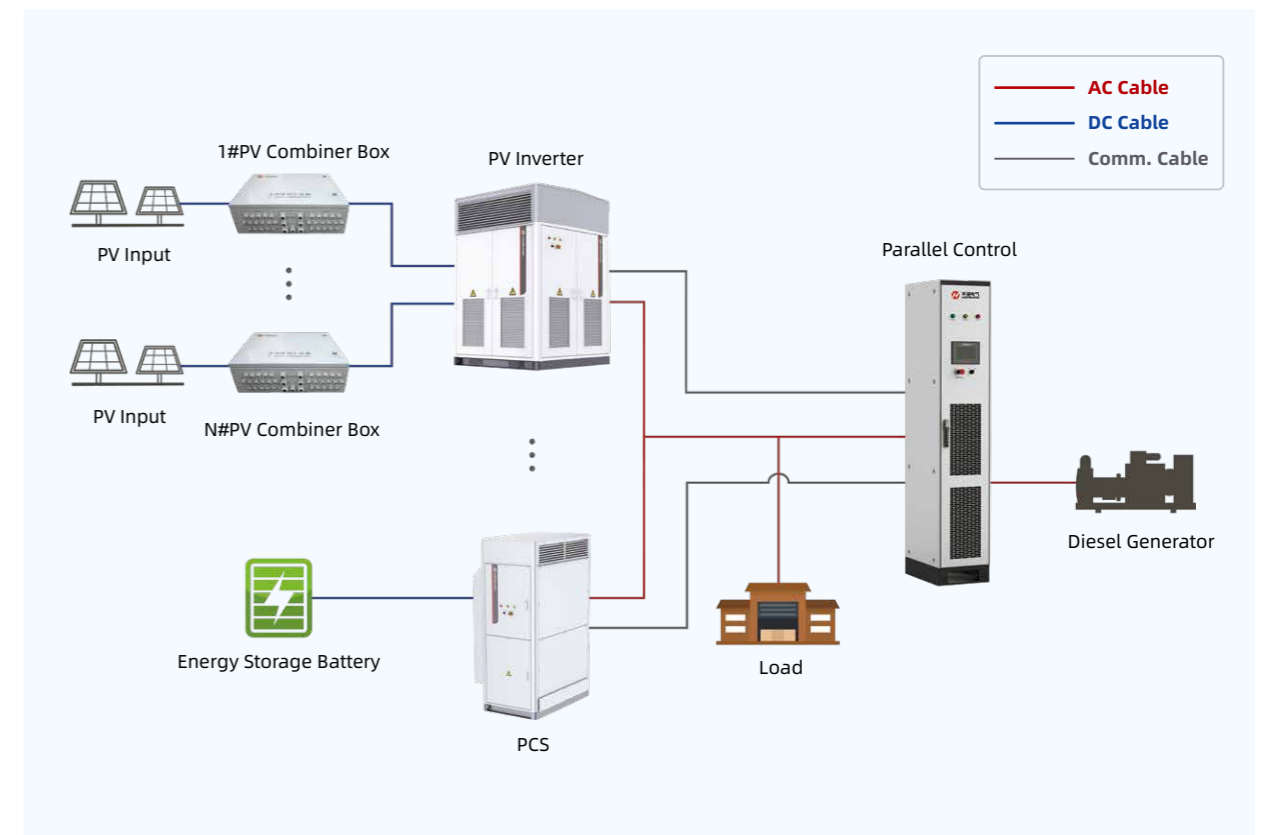 AC Cable
DC Cable
Comm. Cable
1#PV Combiner Box
PV Inverter
PV Input
Parallel Control
PV Input
N#PV Combiner Box
Diesel Generator
Energy Storage Battery
Load
PCS